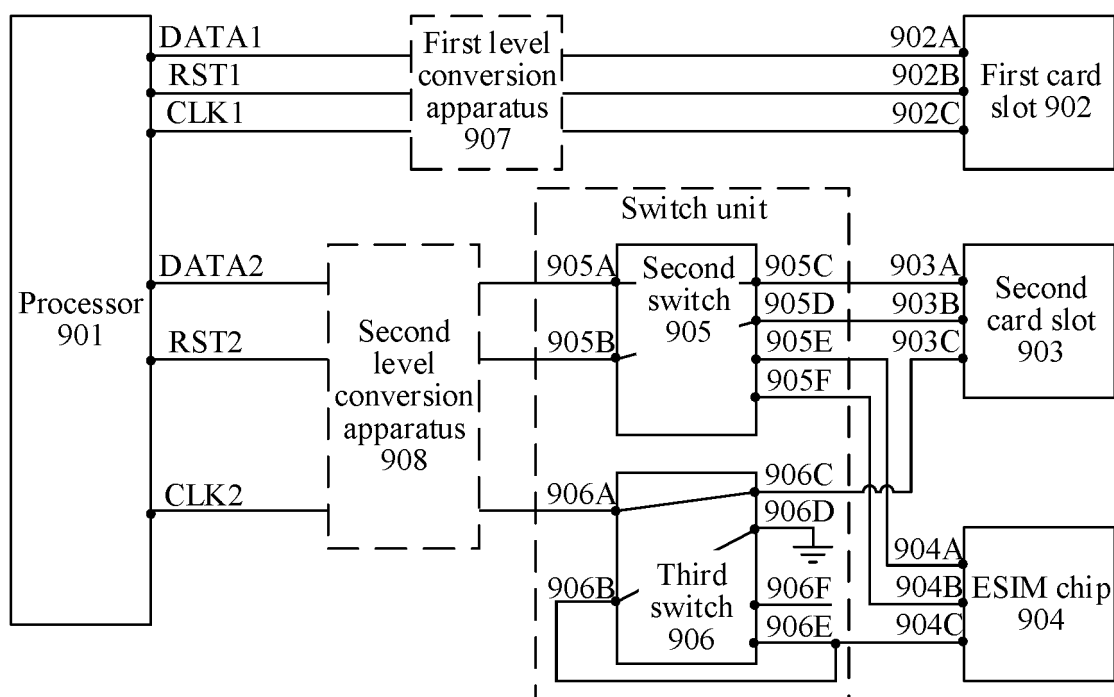 DATA1
RST1
CLK1
First level
conversion
apparatus
907
902A
902B
902C
First card
slot 902
Switch unit
Processor
901
DATA2
RST2
CLK2
Second
level
conversion
apparatus
908
905A
905B
Second
switch
905
905C
905D
905E
905F
903A
903B
903C
Second
card slot
903
906A
906B
Third
switch
906
906C
906D
906F
906E
904A
904B
904C
ESIM chip
904